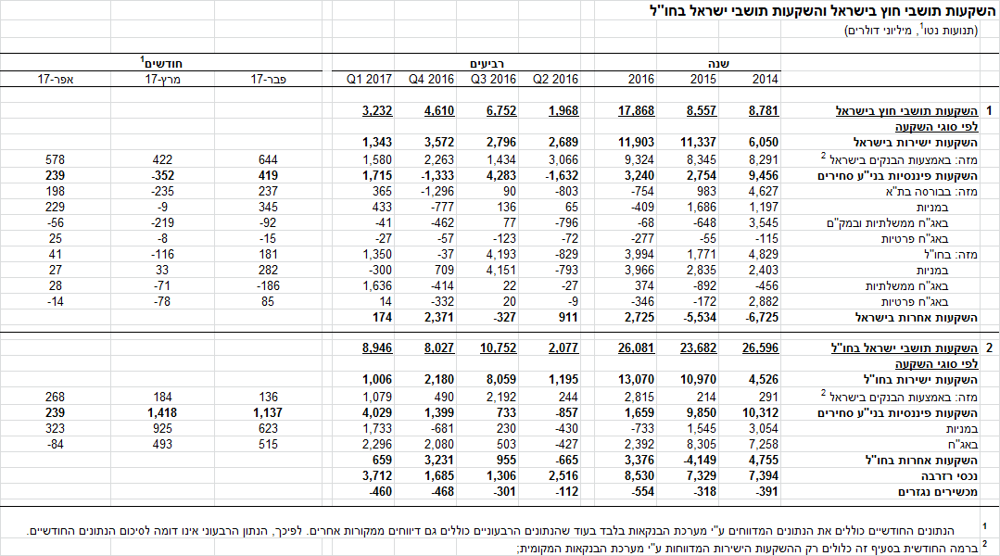 השקעות תושבי חוץ בישראל והשקעות תושבי ישראל בחו"ל
(תנועות נטו1, מיליוני דולרים)
שנה רביעים חודשים1
2014 2015 2016 Q2 2016 Q3 2016 Q4 2016 Q1 2017 פבר-17 מרץ-17 אפר-17
1 השקעות תושבי חוץ בישראל 8,781 8,557 17,868 1,968 6,752 4,610 3,232
לפי סוגי השקעה
השקעות ישירות בישראל 6,050 11,337 11,903 2,689 2,796 3,572 1,343
מזה: באמצעות הבנקים בישראל 2 8,291 8,345 9,324 3,066 1,434 2,263 1,580 644 422 578
השקעות פיננסיות בני"ע סחירים 9,456 2,754 3,240 -1,632 4,283 -1,333 1,715 419 -352 239
מזה: בבורסה בת"א 4,627 983 -754 -803 90 -1,296 365 237 -235 198
במניות 1,197 1,686 -409 65 136 -777 433 345 -9 229
באג"ח ממשלתיות ובמק"ם 3,545 -648 -68 -796 77 -462 -41 -92 -219 -56
באג"ח פרטיות -115 -55 -277 -72 -123 -57 -27 -15 -8 25
מזה: בחו"ל 4,829 1,771 3,994 -829 4,193 -37 1,350 181 -116 41
במניות 2,403 2,835 3,966 -793 4,151 709 -300 282 33 27
באג"ח ממשלתיות -456 -892 374 -27 22 -414 1,636 -186 -71 28
באג"ח פרטיות 2,882 -172 -346 -9 20 -332 14 85 -78 -14
השקעות אחרות בישראל -6,725 -5,534 2,725 911 -327 2,371 174
2 השקעות תושבי ישראל בחו"ל 26,596 23,682 26,081 2,077 10,752 8,027 8,946
לפי סוגי השקעה
השקעות ישירות בחו"ל 4,526 10,970 13,070 1,195 8,059 2,180 1,006
מזה: באמצעות הבנקים בישראל 2 291 214 2,815 244 2,192 490 1,079 136 184 268
השקעות פיננסיות בני"ע סחירים 10,312 9,850 1,659 -857 733 1,399 4,029 1,137 1,418 239
במניות 3,054 1,545 -733 -430 230 -681 1,733 623 925 323
באג"ח 7,258 8,305 2,392 -427 503 2,080 2,296 515 493 -84
השקעות אחרות בחו"ל 4,755 -4,149 3,376 -665 955 3,231 659
נכסי רזרבה 7,394 7,329 8,530 2,516 1,306 1,685 3,712
מכשירים נגזרים -391 -318 -554 -112 -301 -468 -460
1 הנתונים החודשיים כוללים את הנתונים המדווחים ע"י מערכת הבנקאות בלבד בעוד שהנתונים הרבעוניים כוללים גם דיווחים ממקורות אחרים. לפיכך, הנתון הרבעוני אינו דומה לסיכום הנתונים החודשיים.
2 ברמה החודשית בסעיף זה כלולים רק ההשקעות הישירות המדווחות ע"י מערכת הבנקאות המקומית;